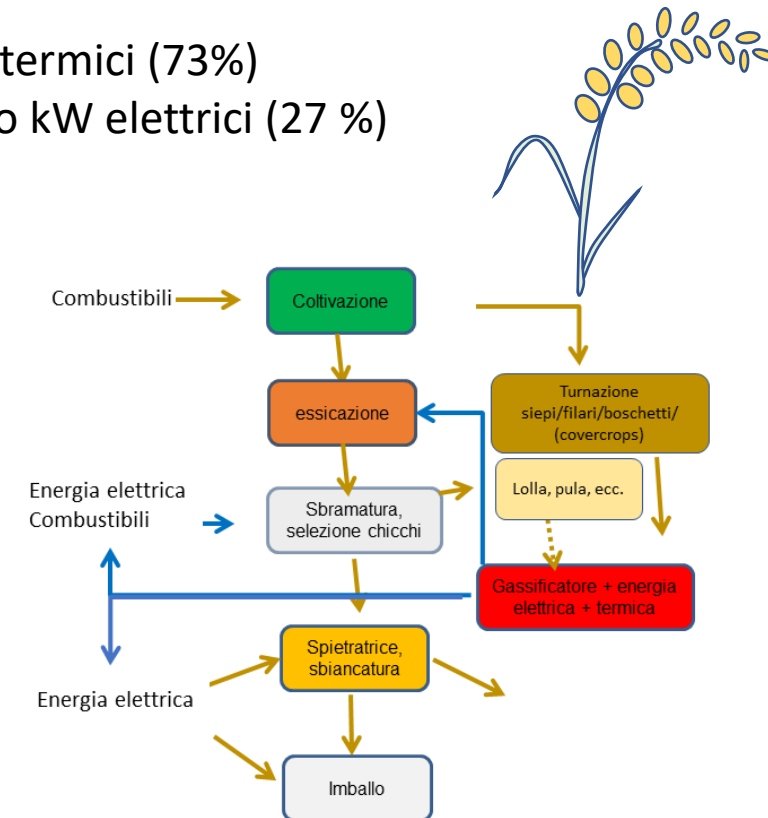 termici (73%)
o kW elettrici (27 %)
Combustibili
Coltivazione
essicazione
Turnazione
siepi/filari/boschetti/
(covercrops)
Lolla, pula, ecc.
Energia elettrica
Combustibili
Sbramatura,
selezione chicchi
Gassificatore + energia
elettrica + termica
Spietratrice,
sbiancatura
Energia elettrica
Imballo